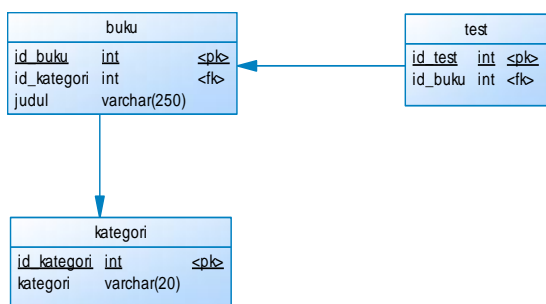 buku
id_buku int <pk>
id_kategori int <fk>
judul varchar(250)
test
id_test int <pk>
id_buku int <fk>
kategori
id_kategori int <pk>
kategori varchar(20)